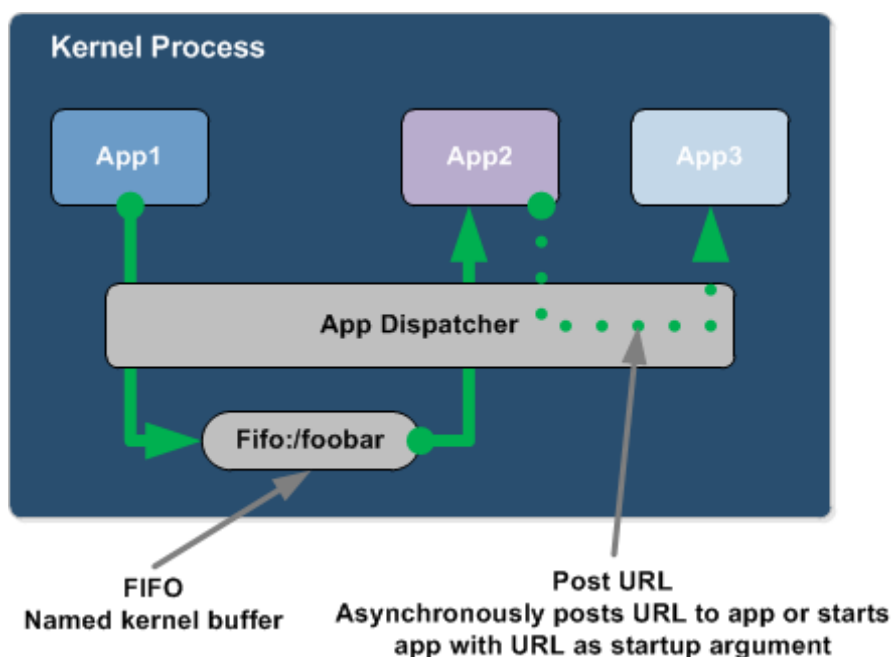 Kernel Process
App1
App2
App3
App Dispatcher
Fifo:/foobar
FIFO
Named kernel buffer
Post URL
Asynchronously posts URL to app or starts
app with URL as startup argument